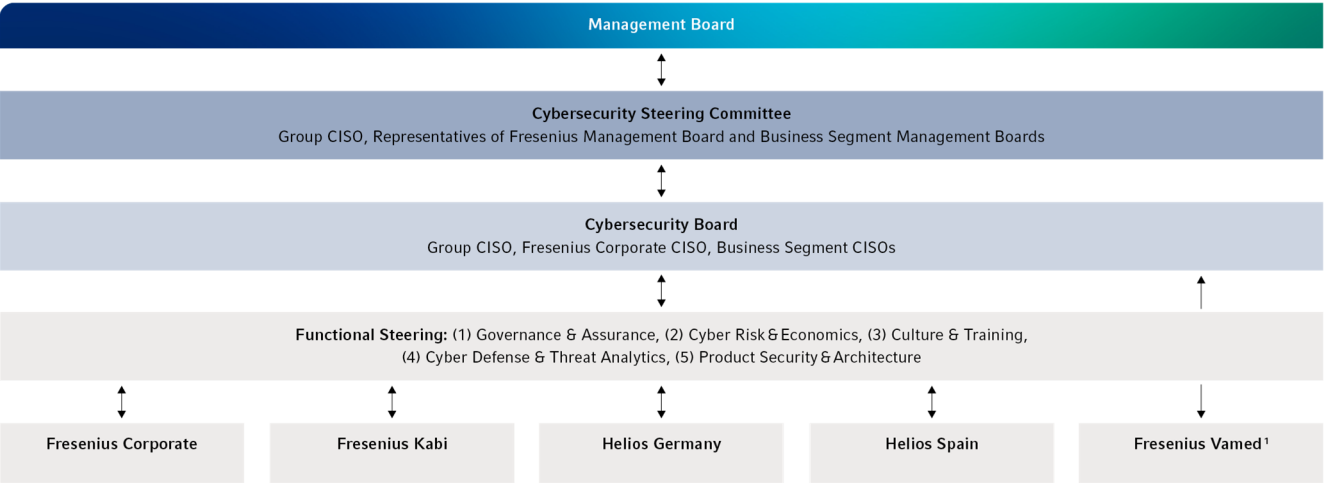 Management Board
Cybersecurity Steering Committee
Group CISO, Representatives of Fresenius Management Board and Business Segment Management Boards
Cybersecurity Board
Group CISO, Fresenius Corporate CISO, Business Segment CISOs
Functional Steering: (1) Governance & Assurance, (2) Cyber Risk & Economics, (3) Culture & Training,
(4) Cyber Defense & Threat Analytics, (5) Product Security & Architecture
Fresenius Corporate
Fresenius Kabi
Helios Germany
Helios Spain
Fresenius Vamed ¹